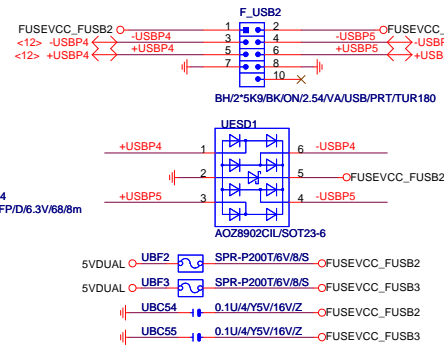 F_USB2
FUSEVCC_FUSB2 1 2 FUSEVCC_
<12> -USBP4 -USBP4 3 4 -USBP5 -USBP
<12> +USBP4 +USBP4 5 6 +USBP5 +USB
7 8
10
BH/2*5K9/BK/ON/2.54/VA/USB/PRT/TUR180
UESD1
+USBP4 1 6 -USBP4
2 5 FUSEVCC_FUSB2
4
+USBP5 3 4 -USBP5
FP/D/6.3V/68/8m
AOZ8902CIL/SOT23-6
5VDUAL UBF2 SPR-P200T/6V/8/S FUSEVCC_FUSB2
5VDUAL UBF3 SPR-P200T/6V/8/S FUSEVCC_FUSB3
UBC54 0.1U/4/Y5V/16V/Z FUSEVCC_FUSB2
UBC55 0.1U/4/Y5V/16V/Z FUSEVCC_FUSB3